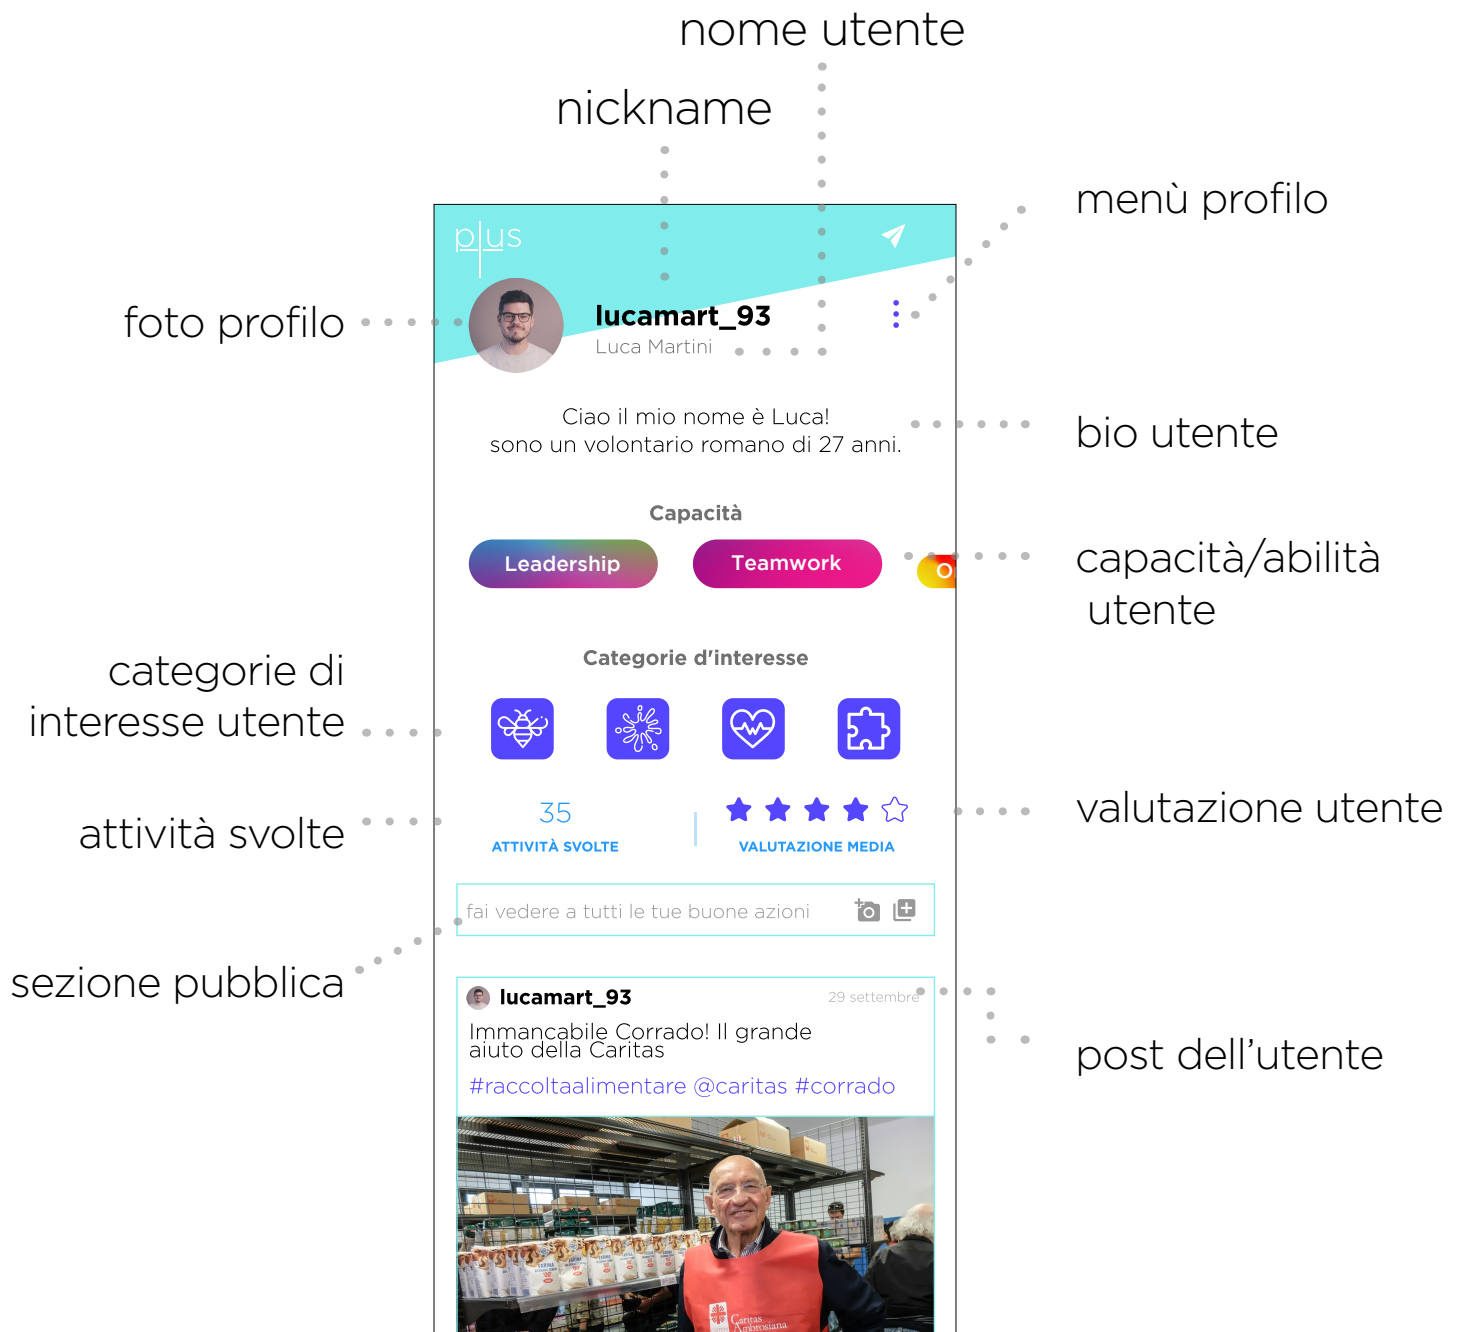 nome utente
nickname
menù profilo
plus
foto profilo
lucamart_93
Luca Martini
Ciao il mio nome è Luca!
sono un volontario romano di 27 anni.
bio utente
Capacità
Leadership
Teamwork
capacità/abilità
utente
Categorie d'interesse
categorie di
interesse utente
35
ATTIVITÀ SVOLTE
VALUTAZIONE MEDIA
attività svolte
valutazione utente
fai vedere a tutti le tue buone azioni
sezione pubblica
lucamart_93
29 settembre
Immancabile Corrado! Il grande
aiuto della Caritas
#raccoltaalimentare @caritas #corrado
post dell’utente
FARINA
Caritas
Ambrosiana